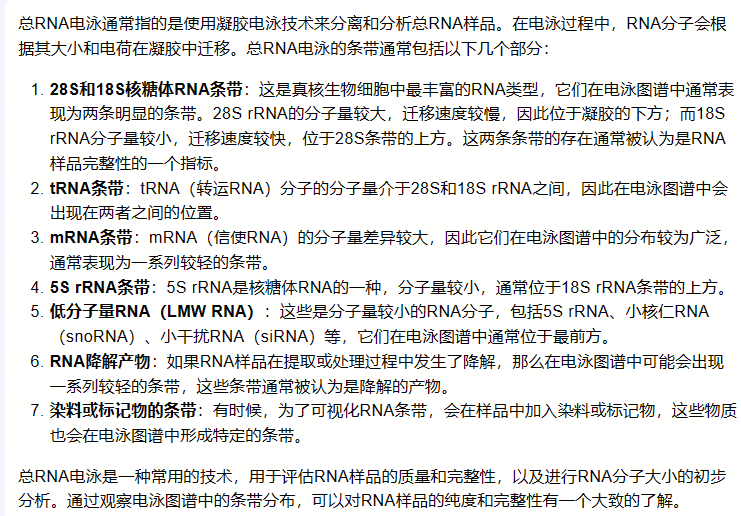 总RNA电泳通常指的是使用凝胶电泳技术来分离和分析总RNA样品。在电泳过程中，RNA分子会根
据其大小和电荷在凝胶中迁移。总RNA电泳的条带通常包括以下几个部分：
1. 28S和18S核糖体RNA条带：这是真核生物细胞中最丰富的RNA类型，它们在电泳图谱中通常表
现为两条明显的条带。28S rRNA的分子量较大，迁移速度较慢，因此位于凝胶的下方；而18S
rRNA分子量较小，迁移速度较快，位于28S条带的上方。这两条条带的存在通常被认为是RNA
样品完整性的一个指标。
2. tRNA条带：tRNA（转运RNA）分子的分子量介于28S和18S rRNA之间，因此在电泳图谱中会
出现在两者之间的位置。
3. mRNA条带：mRNA（信使RNA）的分子量差异较大，因此它们在电泳图谱中的分布较为广泛，
通常表现为一系列较轻的条带。
4. 5S rRNA条带：5S rRNA是核糖体RNA的一种，分子量较小，通常位于18S rRNA条带的上方。
5. 低分子量RNA（LMW RNA）：这些是分子量较小的RNA分子，包括5S rRNA、小核仁RNA
（snoRNA）、小干扰RNA（siRNA）等，它们在电泳图谱中通常位于最前方。
6. RNA降解产物：如果RNA样品在提取或处理过程中发生了降解，那么在电泳图谱中可能会出现
一系列较轻的条带，这些条带通常被认为是降解的产物。
7. 染料或标记物的条带：有时候，为了可视化RNA条带，会在样品中加入染料或标记物，这些物质
也会在电泳图谱中形成特定的条带。
总RNA电泳是一种常用的技术，用于评估RNA样品的质量和完整性，以及进行RNA分子大小的初步
分析。通过观察电泳图谱中的条带分布，可以对RNA样品的纯度和完整性有一个大致的了解。